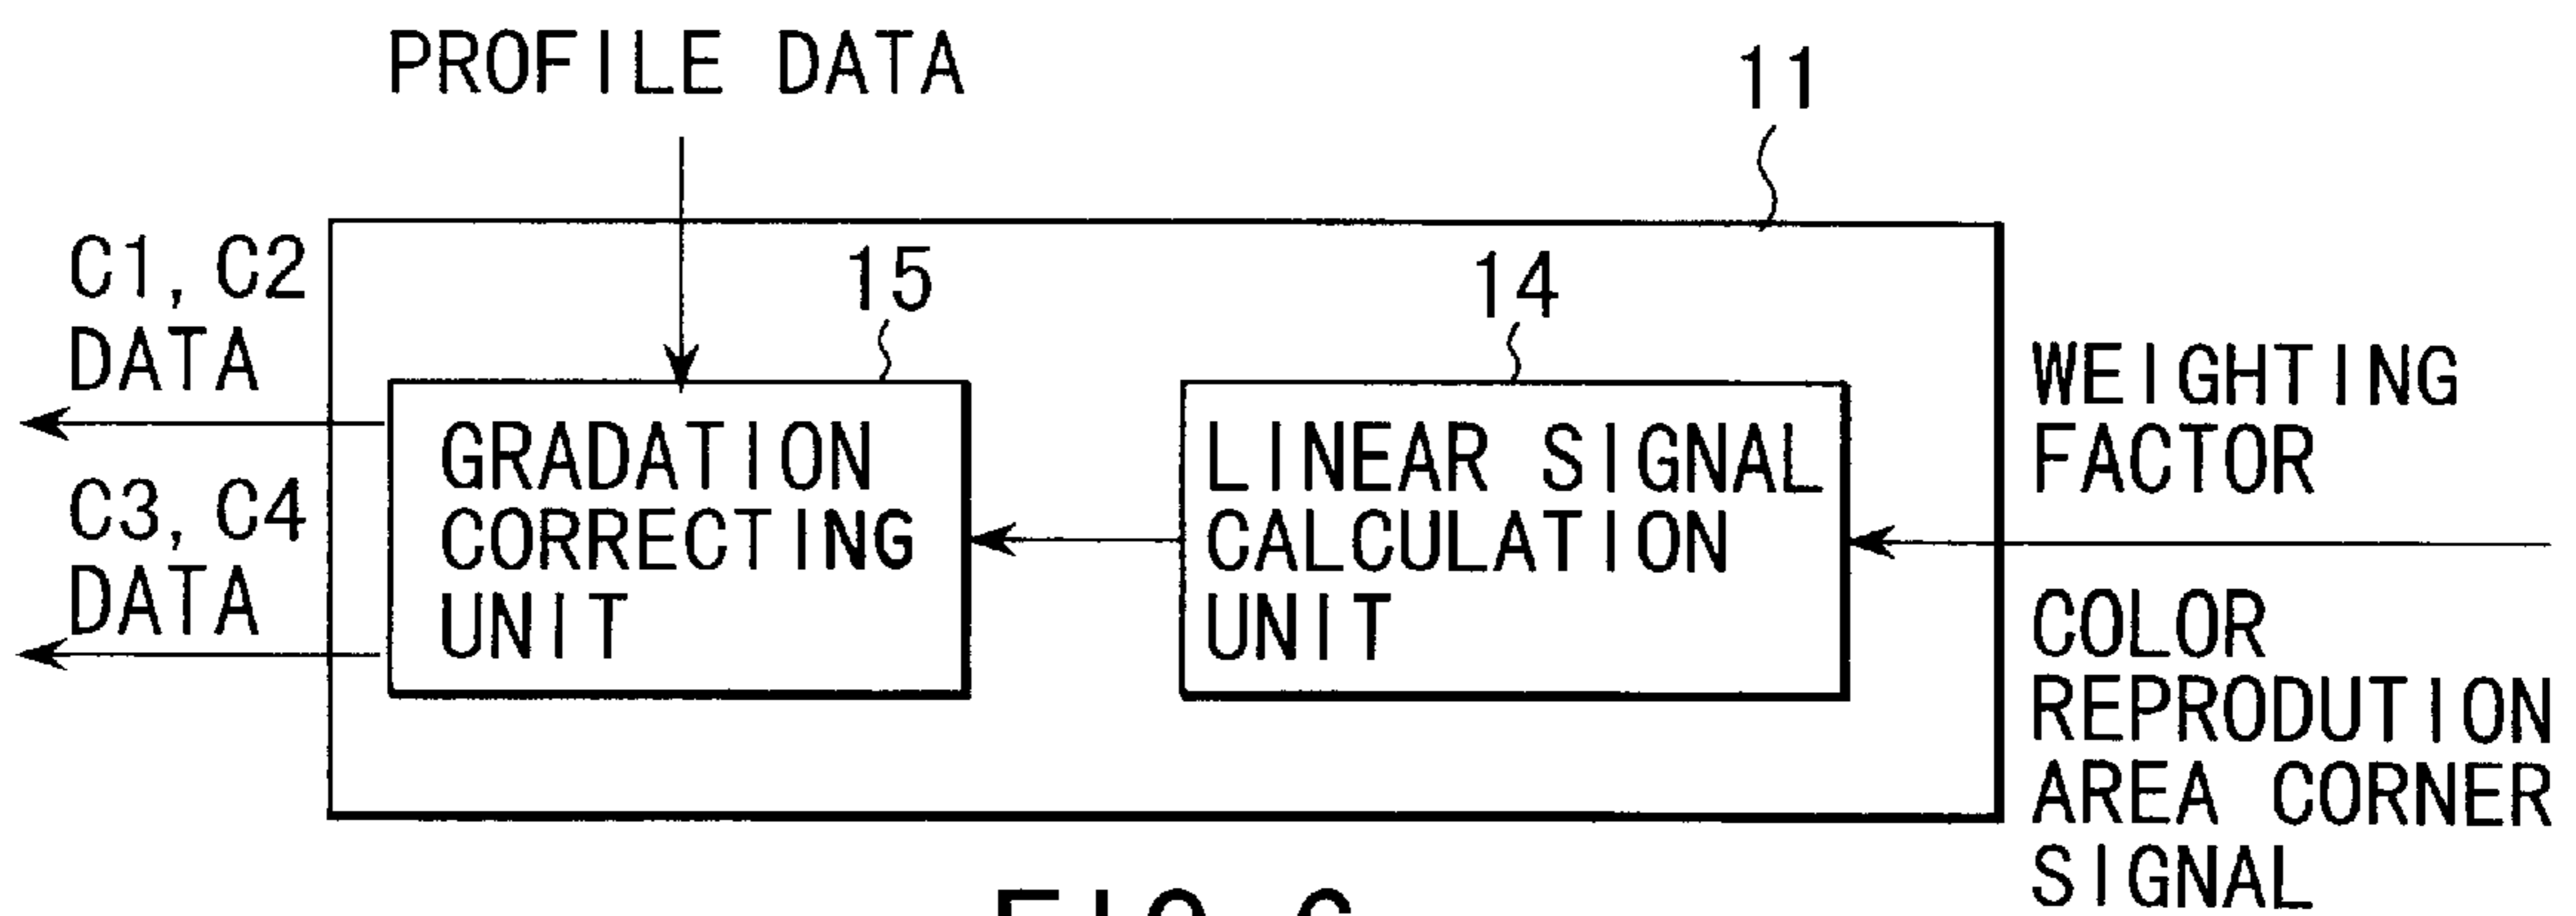 PROFILE DATA
11
C1, C2
DATA
15
14
C3, C4
DATA
GRADATION
CORRECTING
UNIT
LINEAR SIGNAL
CALCULATION
UNIT
WEIGHTING
FACTOR
COLOR
REPRODUTION
AREA CORNER
SIGNAL